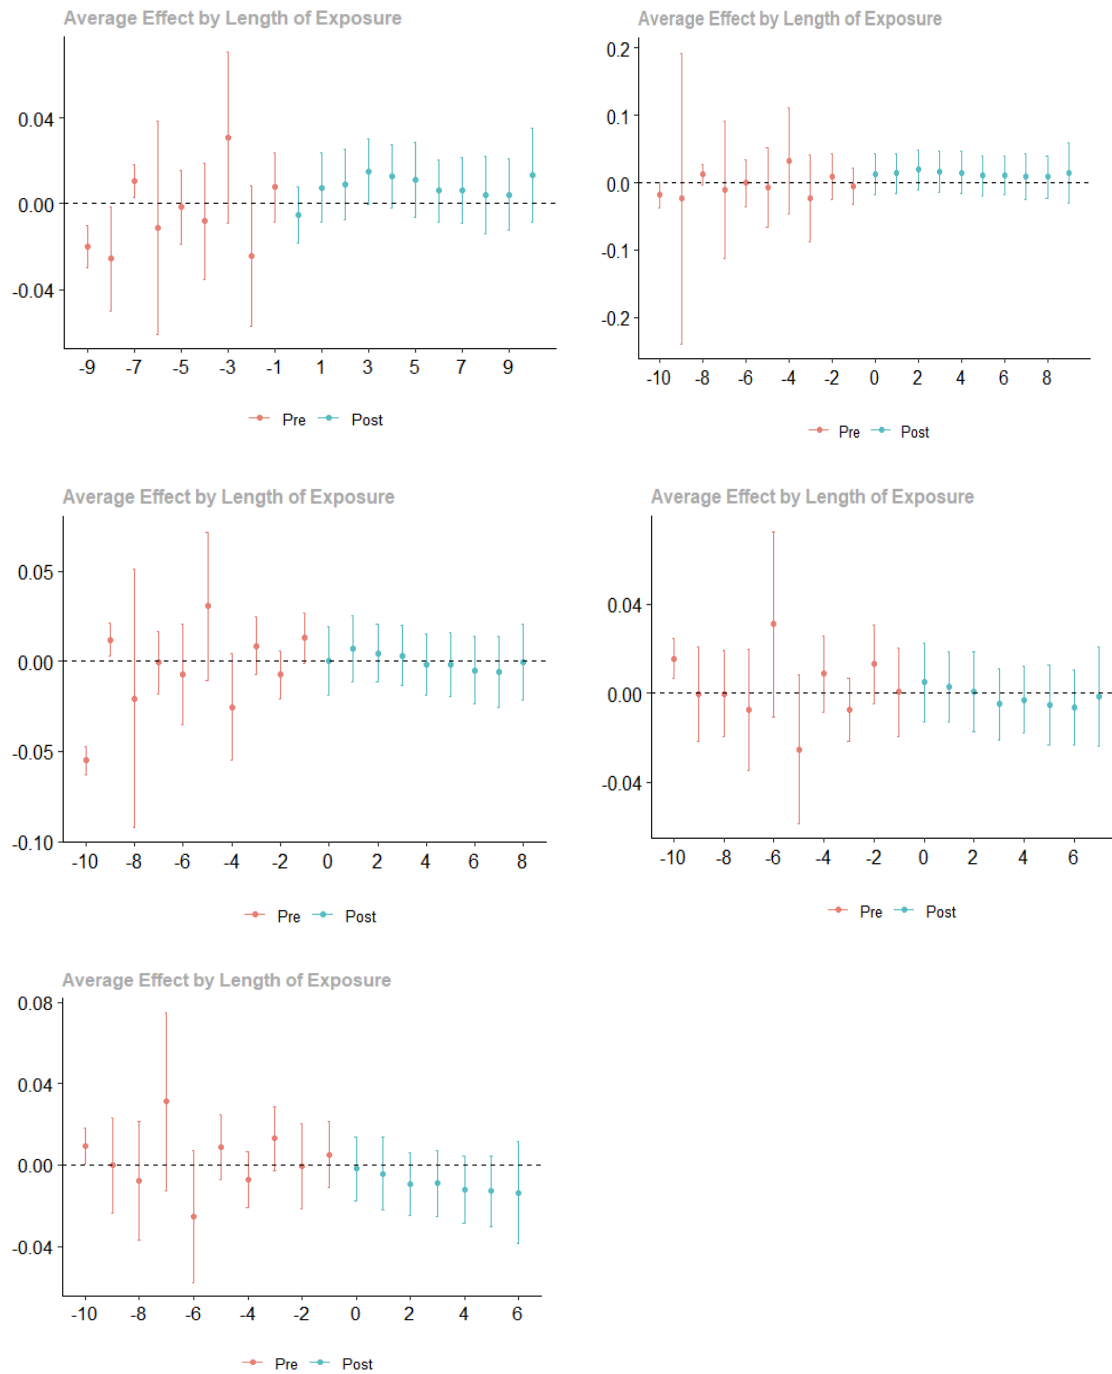 Average Effect by Length of Exposure
0.04
0.00
-0.04
-9 -7 -5 -3 -1 1 3 5 7 9
Pre Post
Average Effect by Length of Exposure
0.2
0.1
0.0
-0.1
-0.2
-10 -8 -6 -4 -2 0 2 4 6 8
Pre Post
Average Effect by Length of Exposure
0.05
0.00
-0.05
-0.10
-10 -8 -6 -4 -2 0 2 4 6 8
Pre Post
Average Effect by Length of Exposure
0.04
0.00
-0.04
-10 -8 -6 -4 -2 0 2 4 6
Pre Post
Average Effect by Length of Exposure
0.08
0.04
0.00
-0.04
-10 -8 -6 -4 -2 0 2 4 6
Pre Post